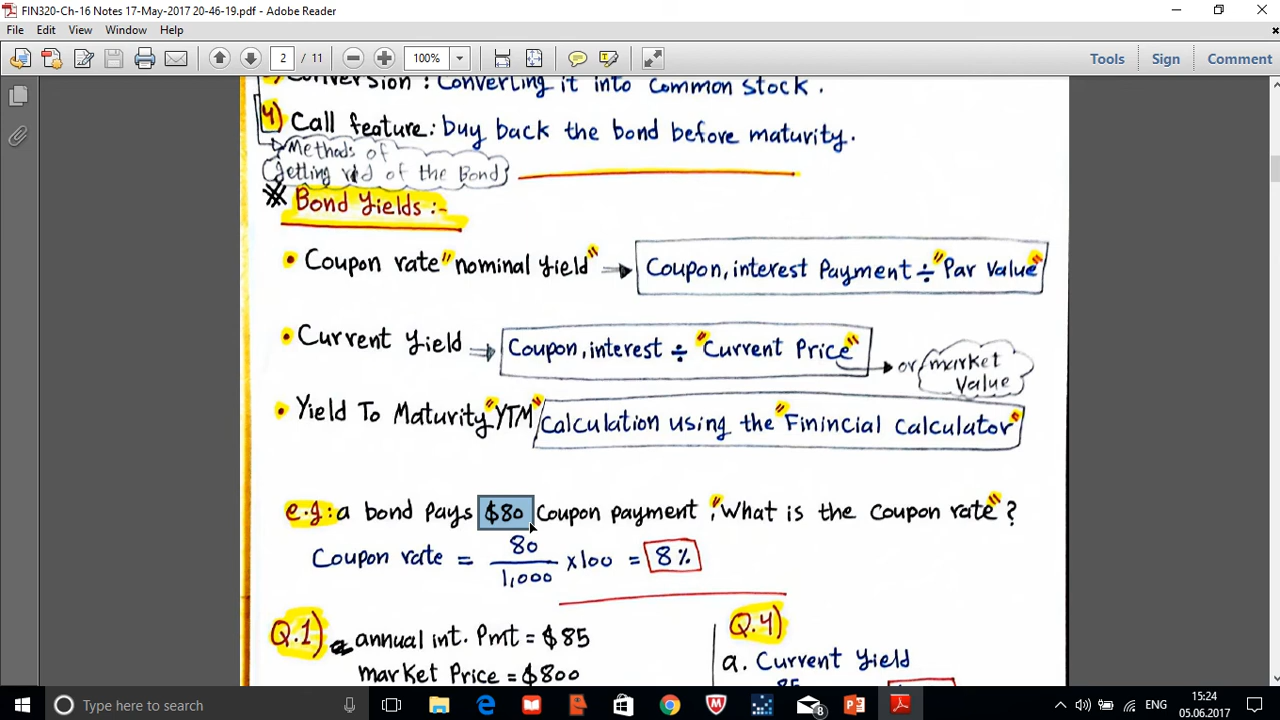 FIN320-Ch-16 Notes 17-May-2017 20-46-19.pdf - Adobe Reader
File Edit View Window Help
2 / 11 100% Tools Sign Comment
Conversion : Converting it into common stock.
4) Call feature: buy back the bond before maturity.
Methods of
getting rid of the Bond
Bond Yields :-
• Coupon rate "nominal yield" → Coupon, interest Payment ÷ "Par Value"
• Current Yield → Coupon, interest ÷ "Current Price"
or market
Value
• Yield To Maturity "YTM" Calculation using the "Finincial Calculator"
e.g: a bond pays $80 Coupon payment, "What is the coupon rate"?
Coupon rate = 80 / 1,000 x100 = 8%
Q.1) annual int. Pmt = $85
market Price = $800
Q.4)
a. Current Yield
85
Type here to search
8
ENG
15:24
05.06.2017